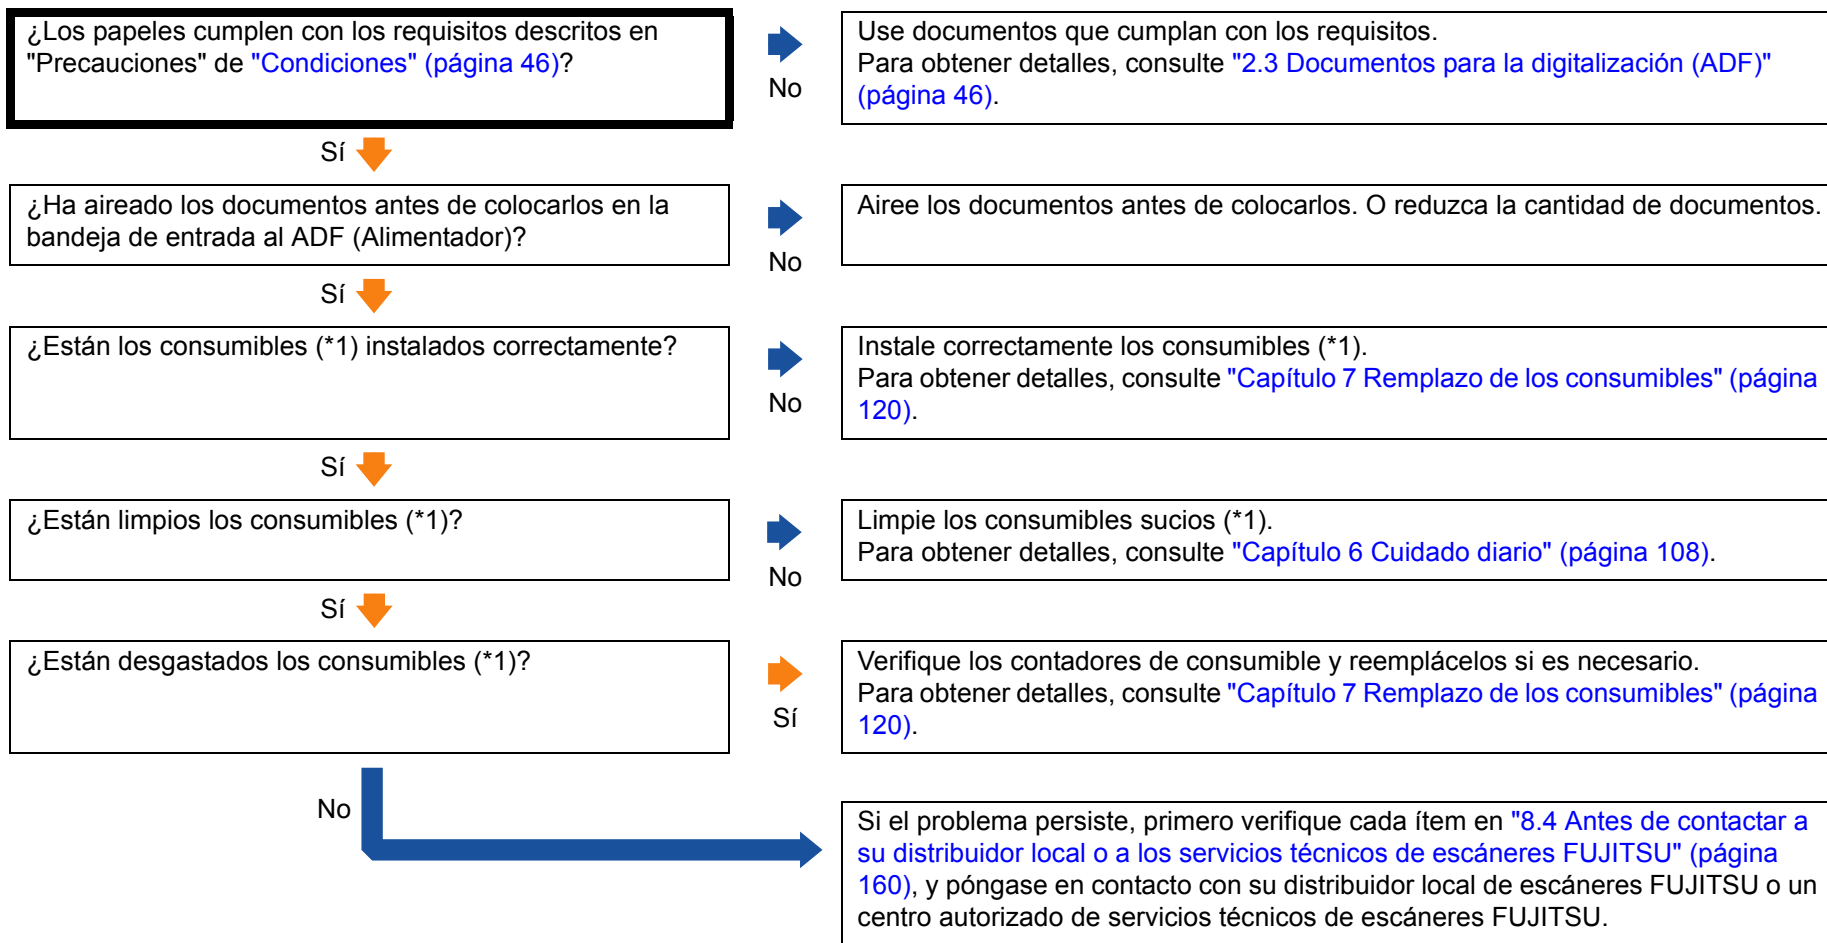 ¿Los papeles cumplen con los requisitos descritos en
"Precauciones" de "Condiciones" (página 46)?
No
Use documentos que cumplan con los requisitos.
Para obtener detalles, consulte "2.3 Documentos para la digitalización (ADF)"
(página 46).
Sí
¿Ha aireado los documentos antes de colocarlos en la
bandeja de entrada al ADF (Alimentador)?
No
Airee los documentos antes de colocarlos. O reduzca la cantidad de documentos.
Sí
¿Están los consumibles (*1) instalados correctamente?
No
Instale correctamente los consumibles (*1).
Para obtener detalles, consulte "Capítulo 7 Remplazo de los consumibles" (página
120).
Sí
¿Están limpios los consumibles (*1)?
No
Limpie los consumibles sucios (*1).
Para obtener detalles, consulte "Capítulo 6 Cuidado diario" (página 108).
Sí
¿Están desgastados los consumibles (*1)?
Sí
Verifique los contadores de consumible y reemplácelos si es necesario.
Para obtener detalles, consulte "Capítulo 7 Remplazo de los consumibles" (página
120).
No
Si el problema persiste, primero verifique cada ítem en "8.4 Antes de contactar a
su distribuidor local o a los servicios técnicos de escáneres FUJITSU" (página
160), y póngase en contacto con su distribuidor local de escáneres FUJITSU o un
centro autorizado de servicios técnicos de escáneres FUJITSU.